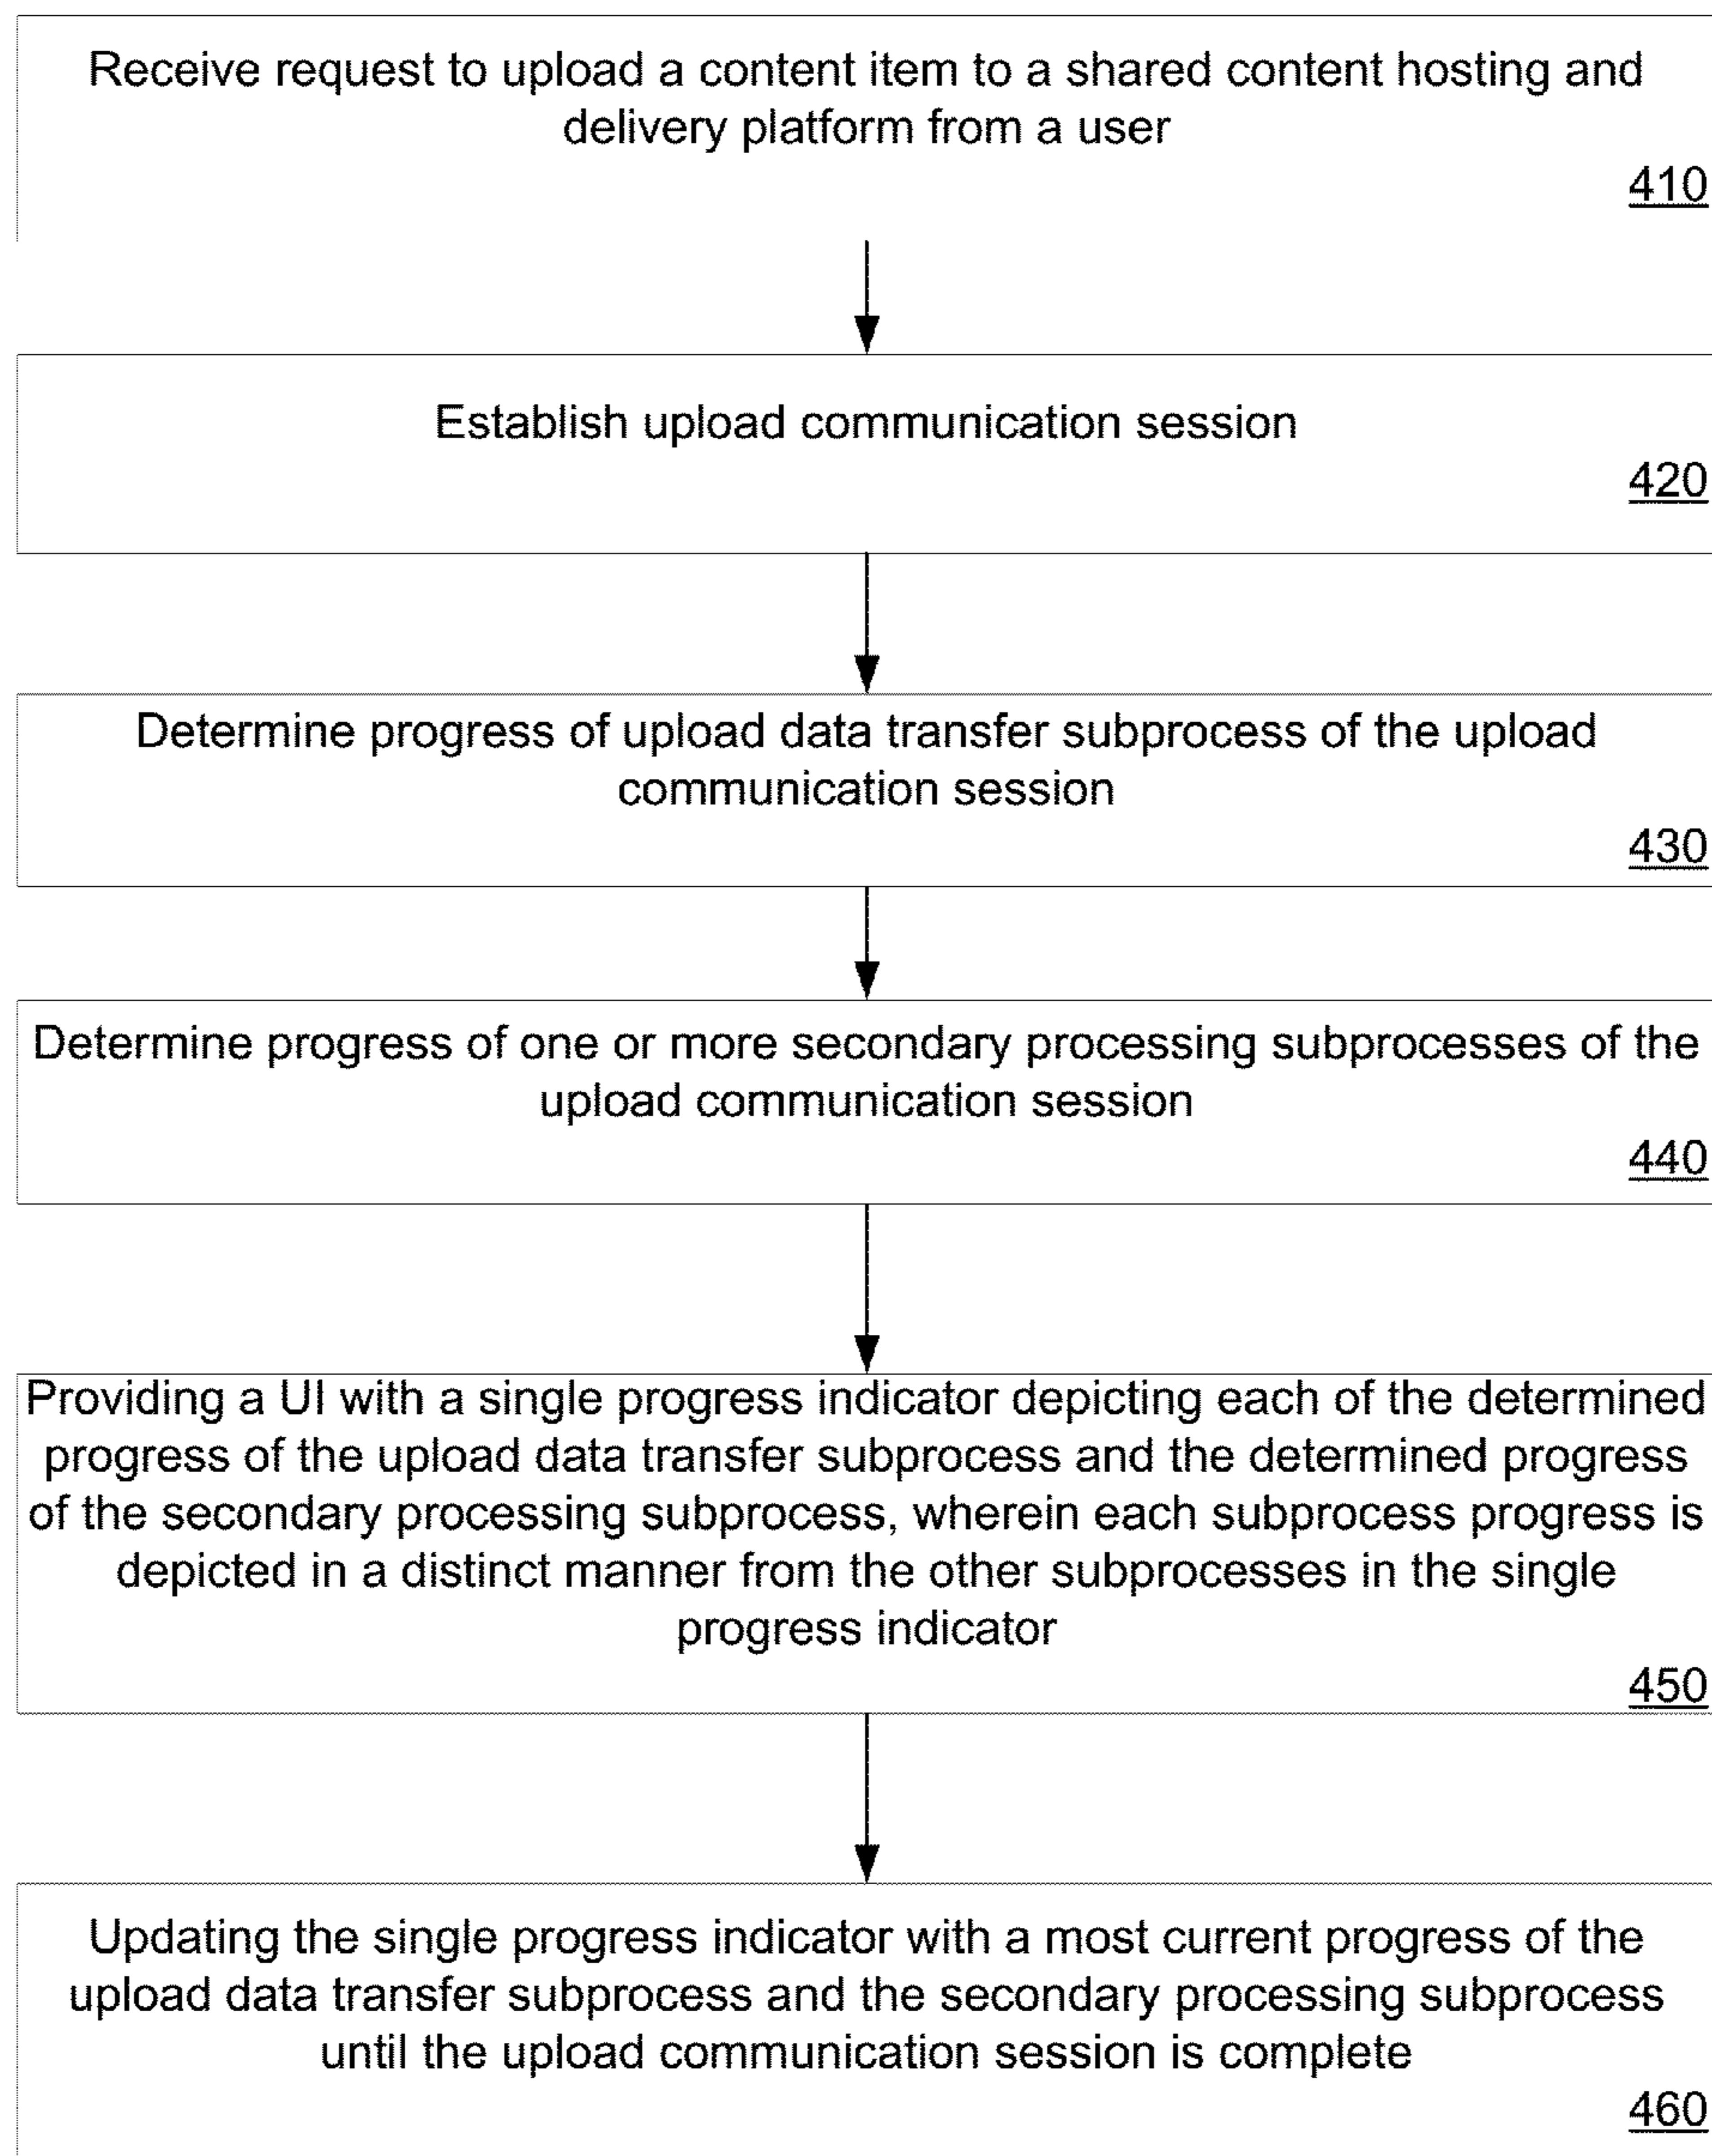 Receive request to upload a content item to a shared content hosting and
delivery platform from a user
410
Establish upload communication session
420
Determine progress of upload data transfer subprocess of the upload
communication session
430
Determine progress of one or more secondary processing subprocesses of the
upload communication session
440
Providing a UI with a single progress indicator depicting each of the determined
progress of the upload data transfer subprocess and the determined progress
of the secondary processing subprocess, wherein each subprocess progress is
depicted in a distinct manner from the other subprocesses in the single
progress indicator
450
Updating the single progress indicator with a most current progress of the
upload data transfer subprocess and the secondary processing subprocess
until the upload communication session is complete
460